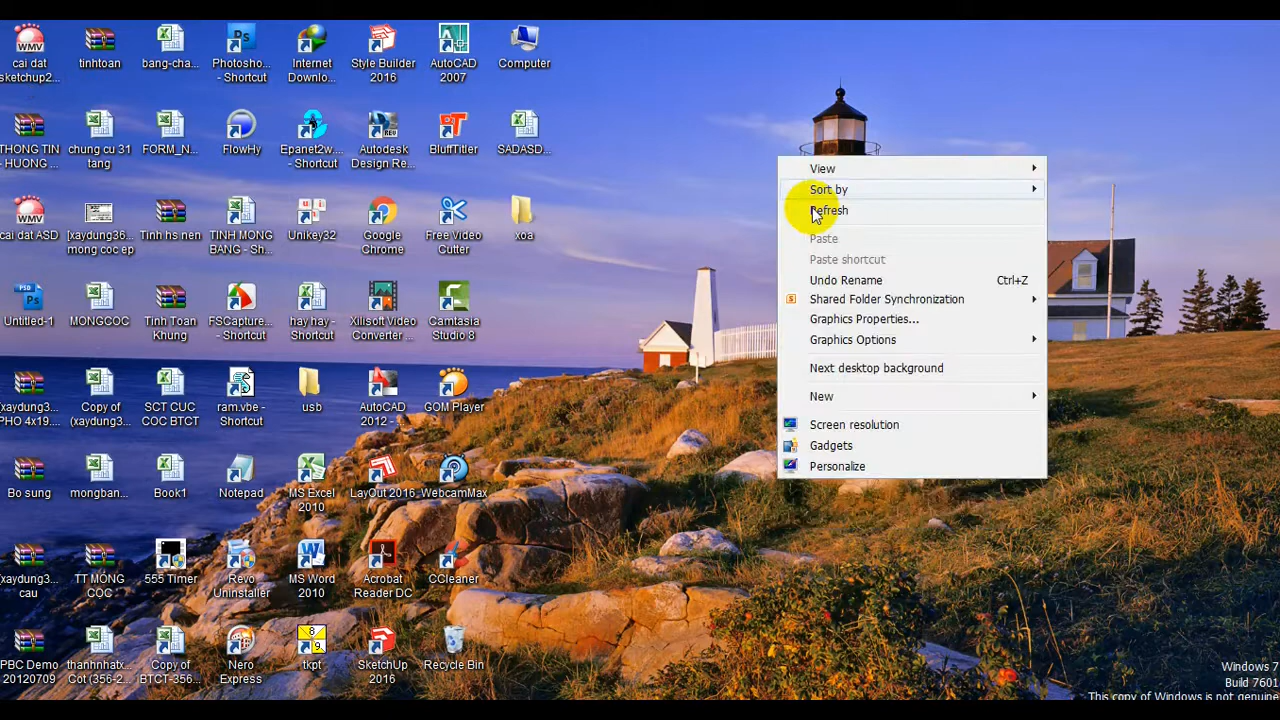 cai dat
sketchup2...
tinhtoan
bang-cha...
Photosho...
- Shortcut
Internet
Downlo...
Style Builder
2016
AutoCAD
2007
Computer
THONG TIN
- HUONG ...
chung cu 31
tang
FORM_N...
FlowHy
Epanet2w...
- Shortcut
Autodesk
Design Re...
BluffTitler
SADASD...
cai dat ASD
[xaydung36...
mong coc ep
Tinh hs nen
TINH MONG
BANG - Sh...
Unikey32
Google
Chrome
Free Video
Cutter
xoa
Untitled-1
MONGCOC
Tinh Toan
Khung
FSCapture...
- Shortcut
hay hay -
Shortcut
Xilisoft Video
Converter ...
Camtasia
Studio 8
(xaydung3...
PHO 4x19...
Copy of
(xaydung3...
SCT CUC
COC BTCT
ram.vbe -
Shortcut
usb
AutoCAD
2012 - ...
GOM Player
Bo sung
mongban...
Book1
Notepad
MS Excel
2010
LayOut 2016
WebcamMax
(xaydung3...
cau
TT MONG
COC
555 Timer
Revo
Uninstaller
MS Word
2010
Acrobat
Reader DC
CCleaner
PBC Demo
20120709
thanhnhatx...
Cot (356-2...
Copy of
BTCT-356...
Nero
Express
tkpt
SketchUp
2016
Recycle Bin
View
Sort by
Refresh
Paste
Paste shortcut
Undo Rename Ctrl+Z
Shared Folder Synchronization
Graphics Properties...
Graphics Options
Next desktop background
New
Screen resolution
Gadgets
Personalize
Windows 7
Build 7601
This copy of Windows is not genuine